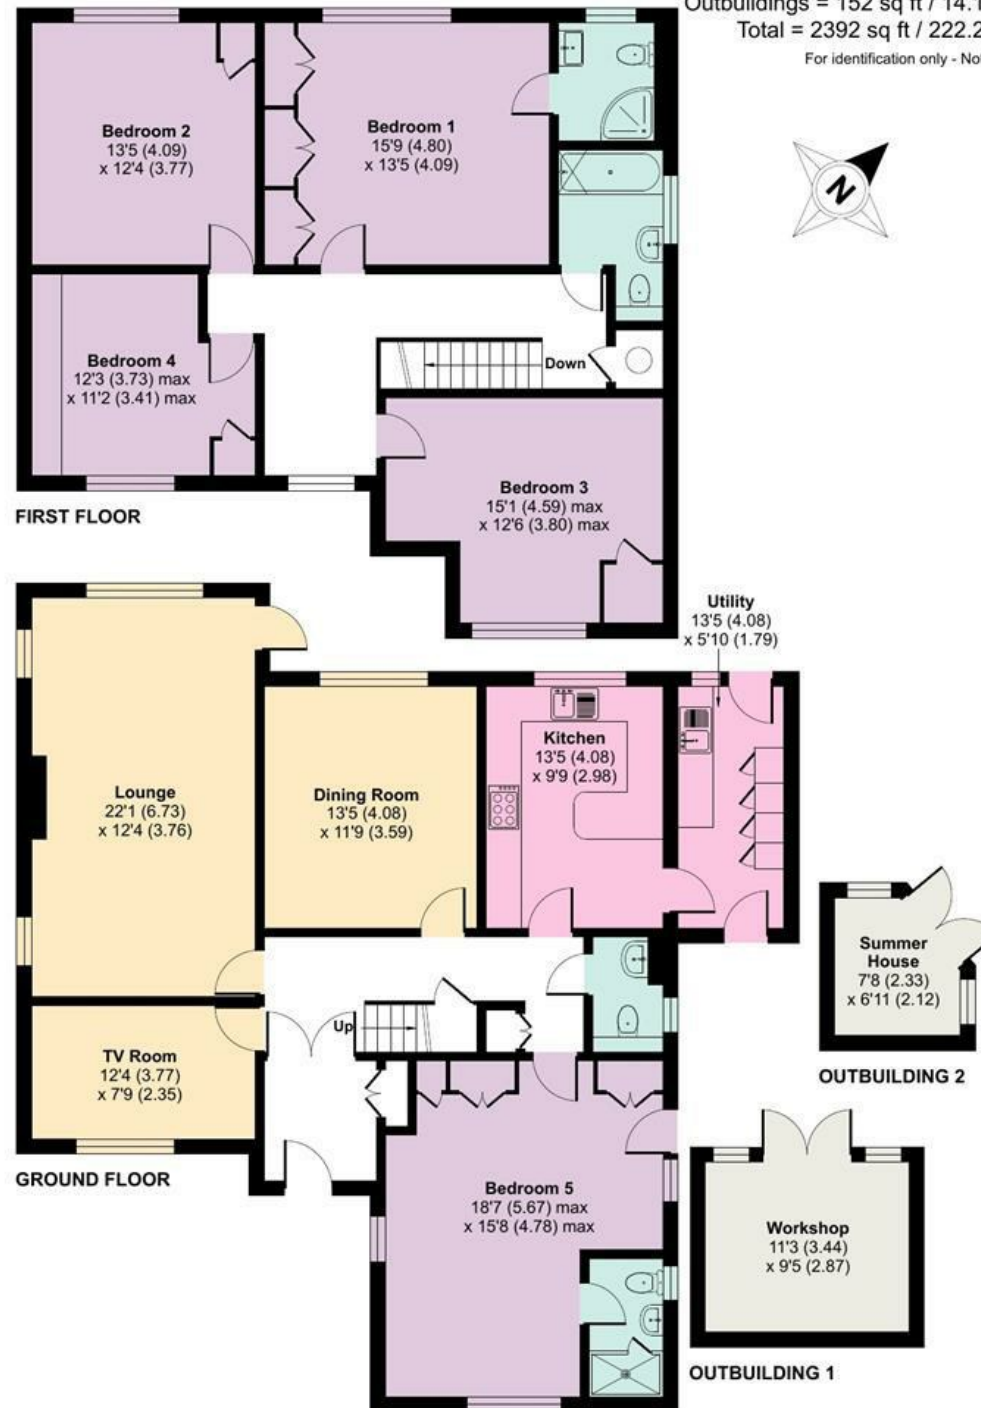 Outbuildings = 152 sq ft / 14.1
Total = 2392 sq ft / 222.2
For identification only - Not
N
Bedroom 2
13'5 (4.09)
x 12'4 (3.77)
Bedroom 1
15'9 (4.80)
x 13'5 (4.09)
Bedroom 4
12'3 (3.73) max
x 11'2 (3.41) max
Down
Bedroom 3
15'1 (4.59) max
x 12'6 (3.80) max
FIRST FLOOR
Utility
13'5 (4.08)
x 5'10 (1.79)
Lounge
22'1 (6.73)
x 12'4 (3.76)
Dining Room
13'5 (4.08)
x 11'9 (3.59)
Kitchen
13'5 (4.08)
x 9'9 (2.98)
Summer
House
7'8 (2.33)
x 6'11 (2.12)
OUTBUILDING 2
Up
TV Room
12'4 (3.77)
x 7'9 (2.35)
GROUND FLOOR
Bedroom 5
18'7 (5.67) max
x 15'8 (4.78) max
Workshop
11'3 (3.44)
x 9'5 (2.87)
OUTBUILDING 1